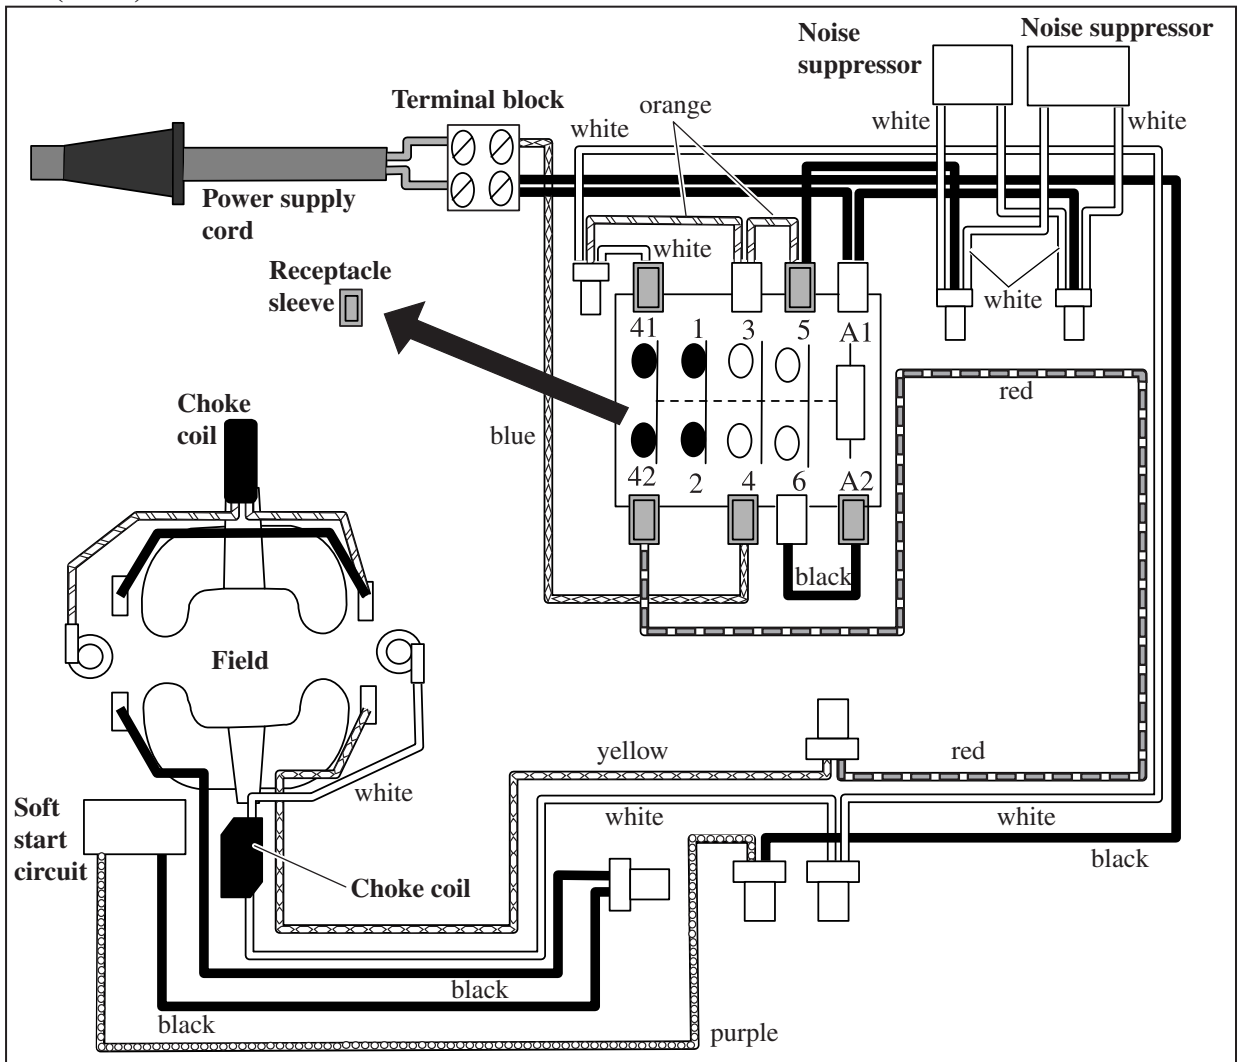 Noise
suppressor
Noise suppressor
Terminal block
orange
white
white
white
Power supply
cord
white
Receptacle
sleeve
white
41 1 3 5 A1
red
Choke
coil
blue
42 2 4 6 A2
black
Field
yellow
red
white
Soft
start
circuit
white
white
black
Choke coil
black
black
purple